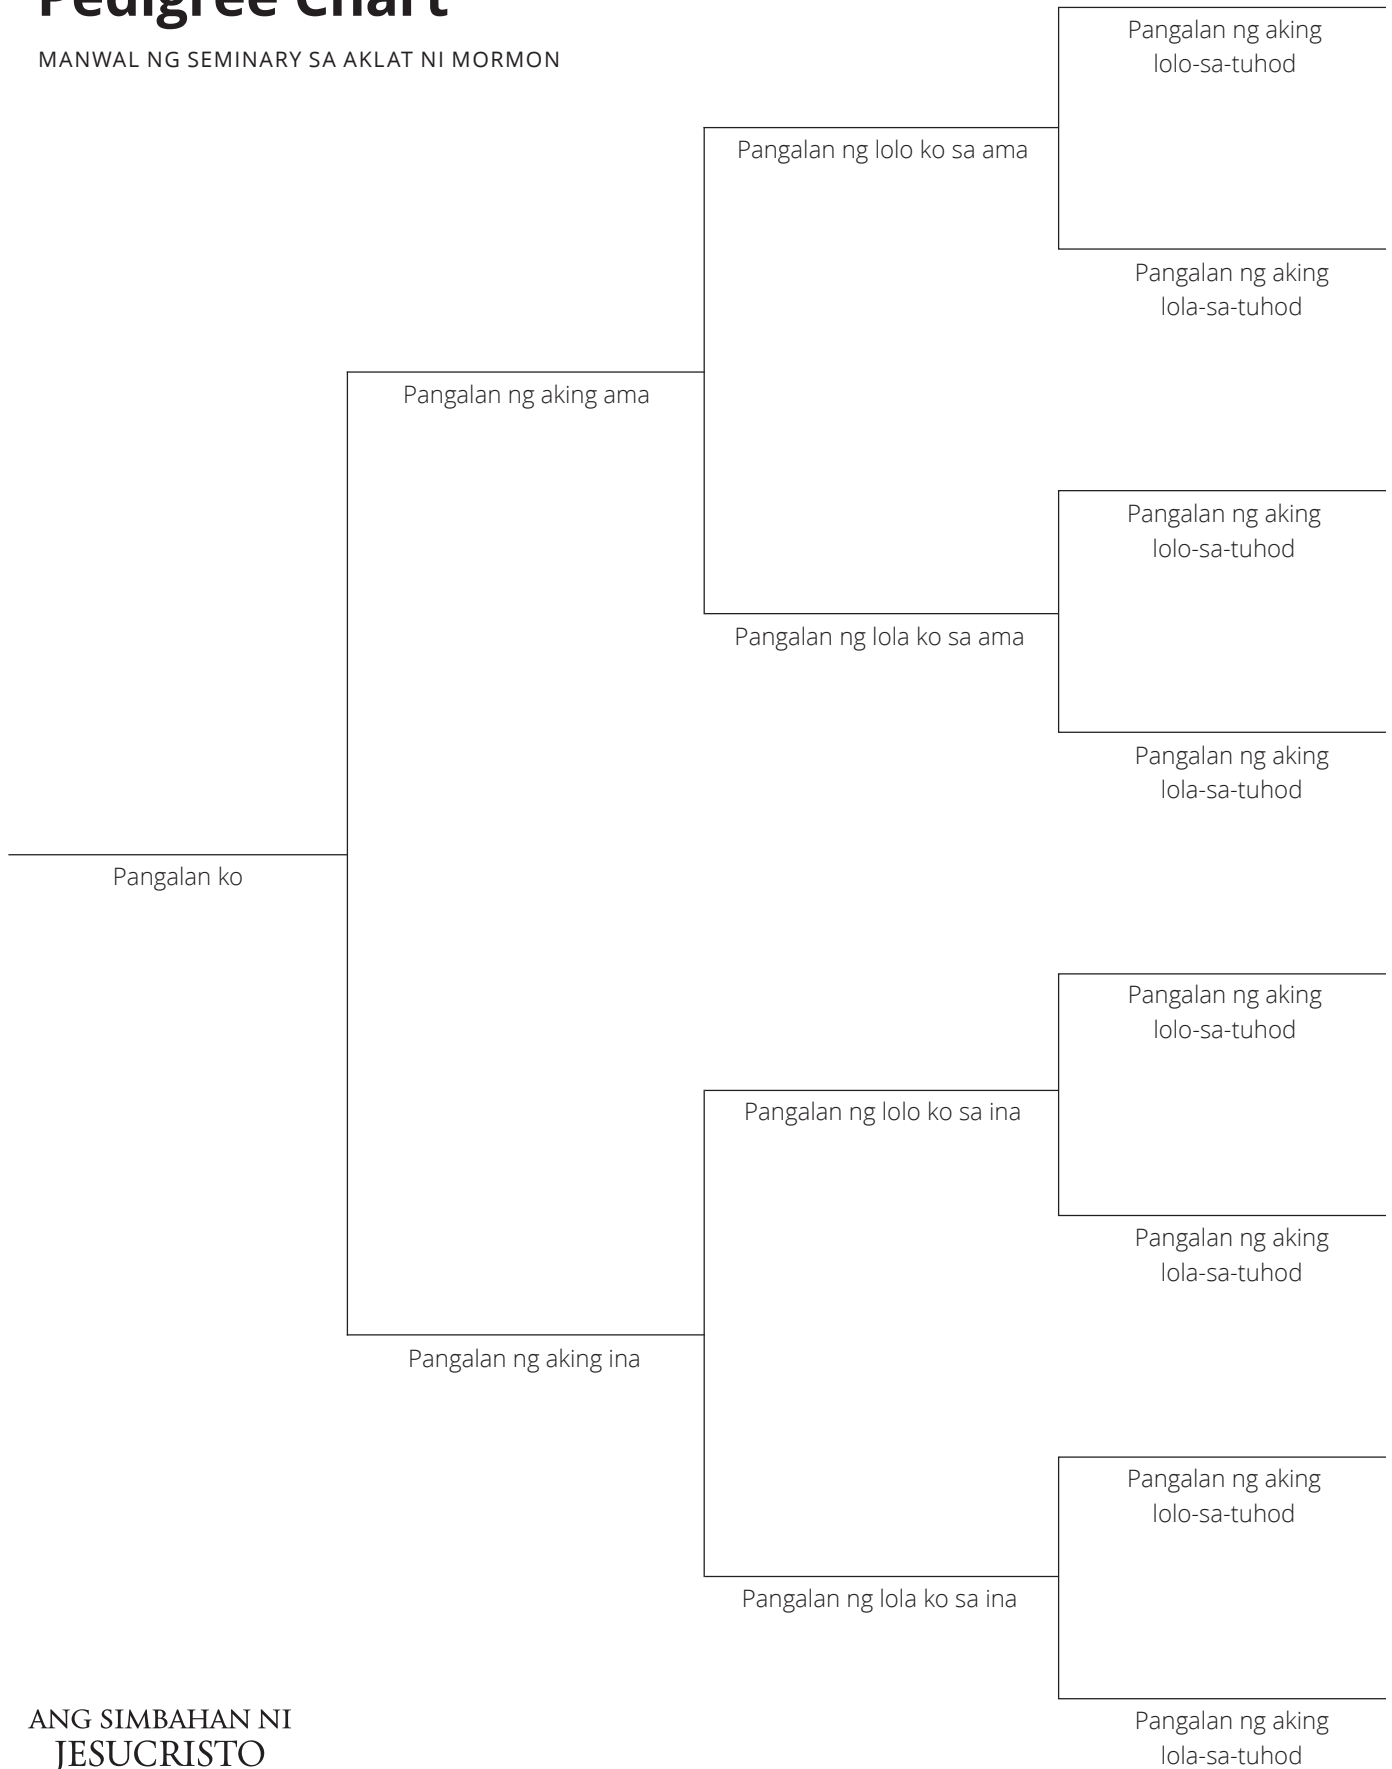 Pedigree Chart
MANWAL NG SEMINARY SA AKLAT NI MORMON
Pangalan ng aking
lolo-sa-tuhod
Pangalan ng lolo ko sa ama
Pangalan ng aking
lola-sa-tuhod
Pangalan ng aking ama
Pangalan ng aking
lolo-sa-tuhod
Pangalan ng lola ko sa ama
Pangalan ng aking
lola-sa-tuhod
Pangalan ko
Pangalan ng aking
lolo-sa-tuhod
Pangalan ng lolo ko sa ina
Pangalan ng aking
lola-sa-tuhod
Pangalan ng aking ina
Pangalan ng aking
lolo-sa-tuhod
Pangalan ng lola ko sa ina
Pangalan ng aking
lola-sa-tuhod
ANG SIMBAHAN NI
JESUCRISTO